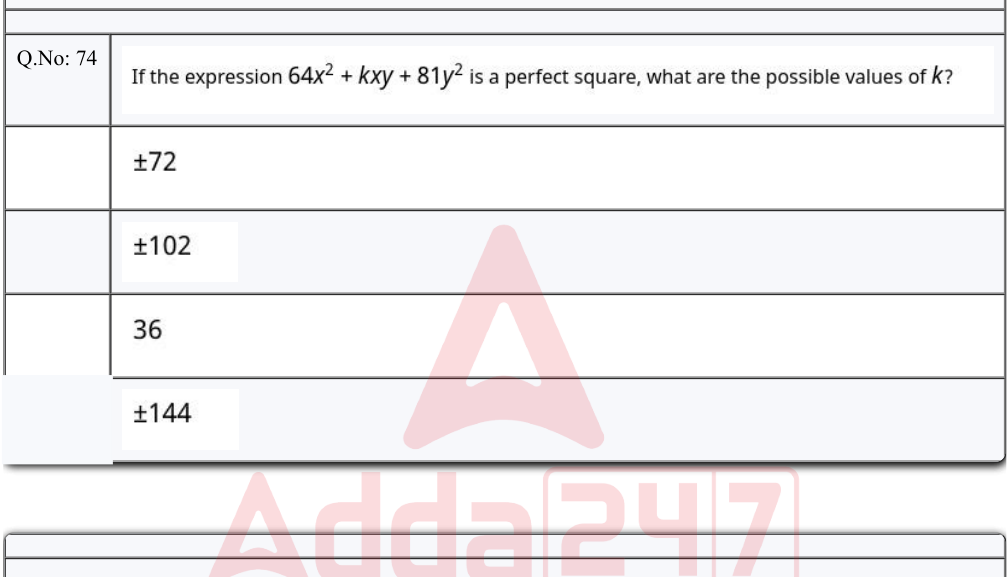 Q.No: 74
If the expression 64x² + kxy + 81y² is a perfect square, what are the possible values of k?
±72
±102
36
±144
Adda247